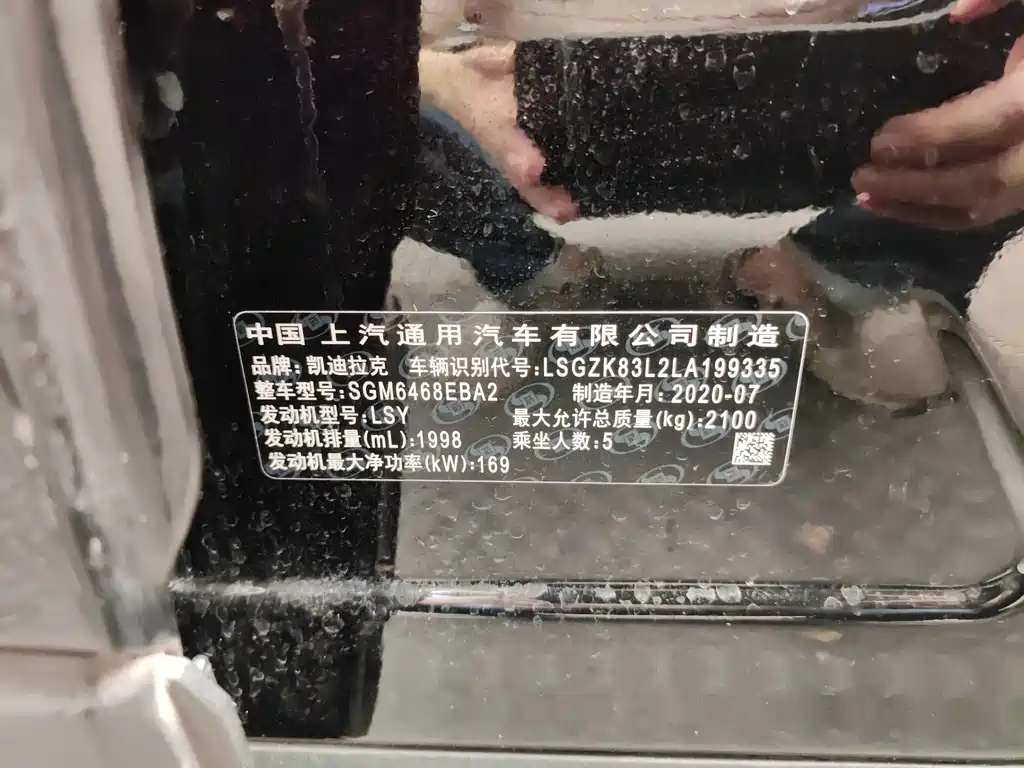 中国 上汽通用汽车有限公司制造
品牌:凯迪拉克 车辆识别代号:LSGZK83L2LA199335
整车型号:SGM6468EBA2 制造年月:2020-07
发动机型号:LSY 最大允许总质量(kg):2100
发动机排量(mL):1998 乘坐人数:5
发动机最大净功率(kW):169